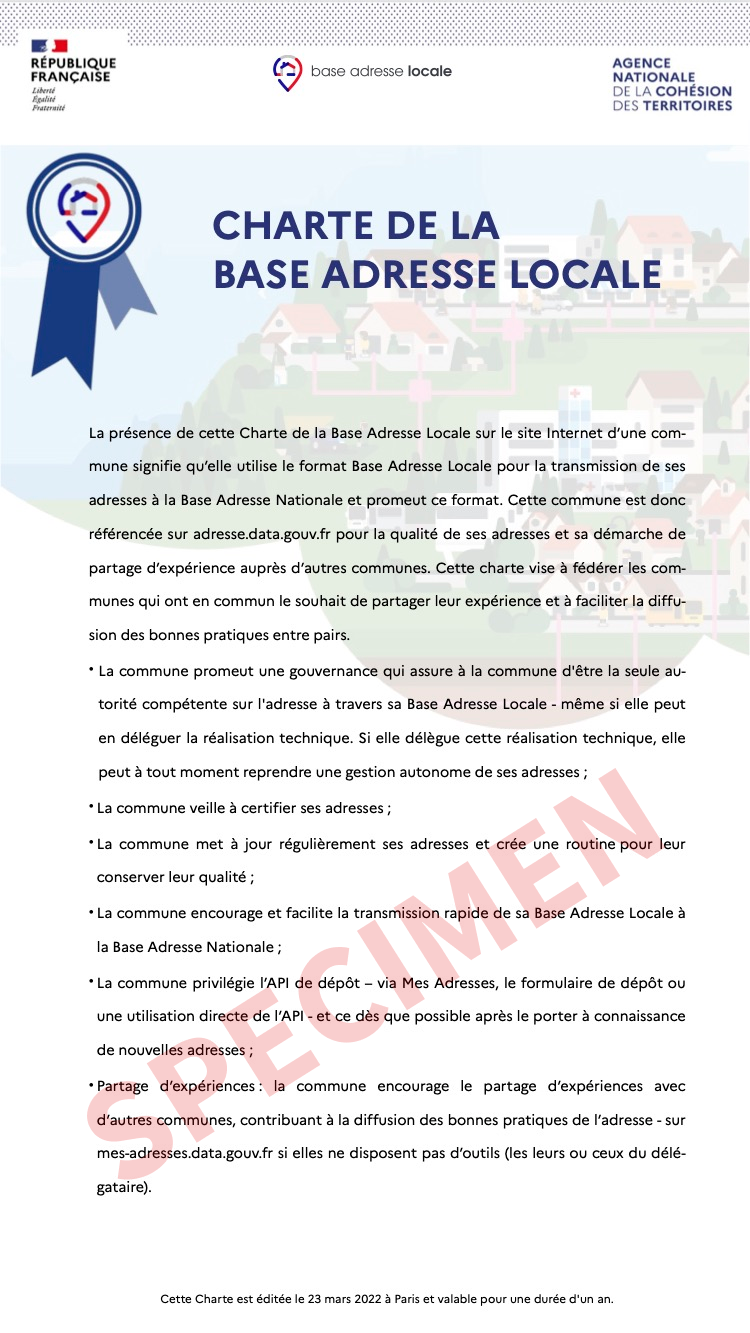 RÉPUBLIQUE
FRANÇAISE
Liberté
Égalité
Fraternité
base adresse locale
AGENCE
NATIONALE
DE LA COHÉSION
DES TERRITOIRES
CHARTE DE LA
BASE ADRESSE LOCALE
La présence de cette Charte de la Base Adresse Locale sur le site Internet d’une com-
mune signifie qu’elle utilise le format Base Adresse Locale pour la transmission de ses
adresses à la Base Adresse Nationale et promeut ce format. Cette commune est donc
référencée sur adresse.data.gouv.fr pour la qualité de ses adresses et sa démarche de
partage d’expérience auprès d’autres communes. Cette charte vise à fédérer les com-
munes qui ont en commun le souhait de partager leur expérience et à faciliter la diffu-
sion des bonnes pratiques entre pairs.
• La commune promeut une gouvernance qui assure à la commune d'être la seule au-
torité compétente sur l'adresse à travers sa Base Adresse Locale - même si elle peut
en déléguer la réalisation technique. Si elle délègue cette réalisation technique, elle
peut à tout moment reprendre une gestion autonome de ses adresses ;
• La commune veille à certifier ses adresses ;
• La commune met à jour régulièrement ses adresses et crée une routine pour leur
conserver leur qualité ;
• La commune encourage et facilite la transmission rapide de sa Base Adresse Locale à
la Base Adresse Nationale ;
• La commune privilégie l’API de dépôt – via Mes Adresses, le formulaire de dépôt ou
une utilisation directe de l’API - et ce dès que possible après le porter à connaissance
de nouvelles adresses ;
• Partage d’expériences : la commune encourage le partage d’expériences avec
d’autres communes, contribuant à la diffusion des bonnes pratiques de l’adresse - sur
mes-adresses.data.gouv.fr si elles ne disposent pas d’outils (les leurs ou ceux du délé-
gataire).
SPECIMEN
Cette Charte est éditée le 23 mars 2022 à Paris et valable pour une durée d'un an.